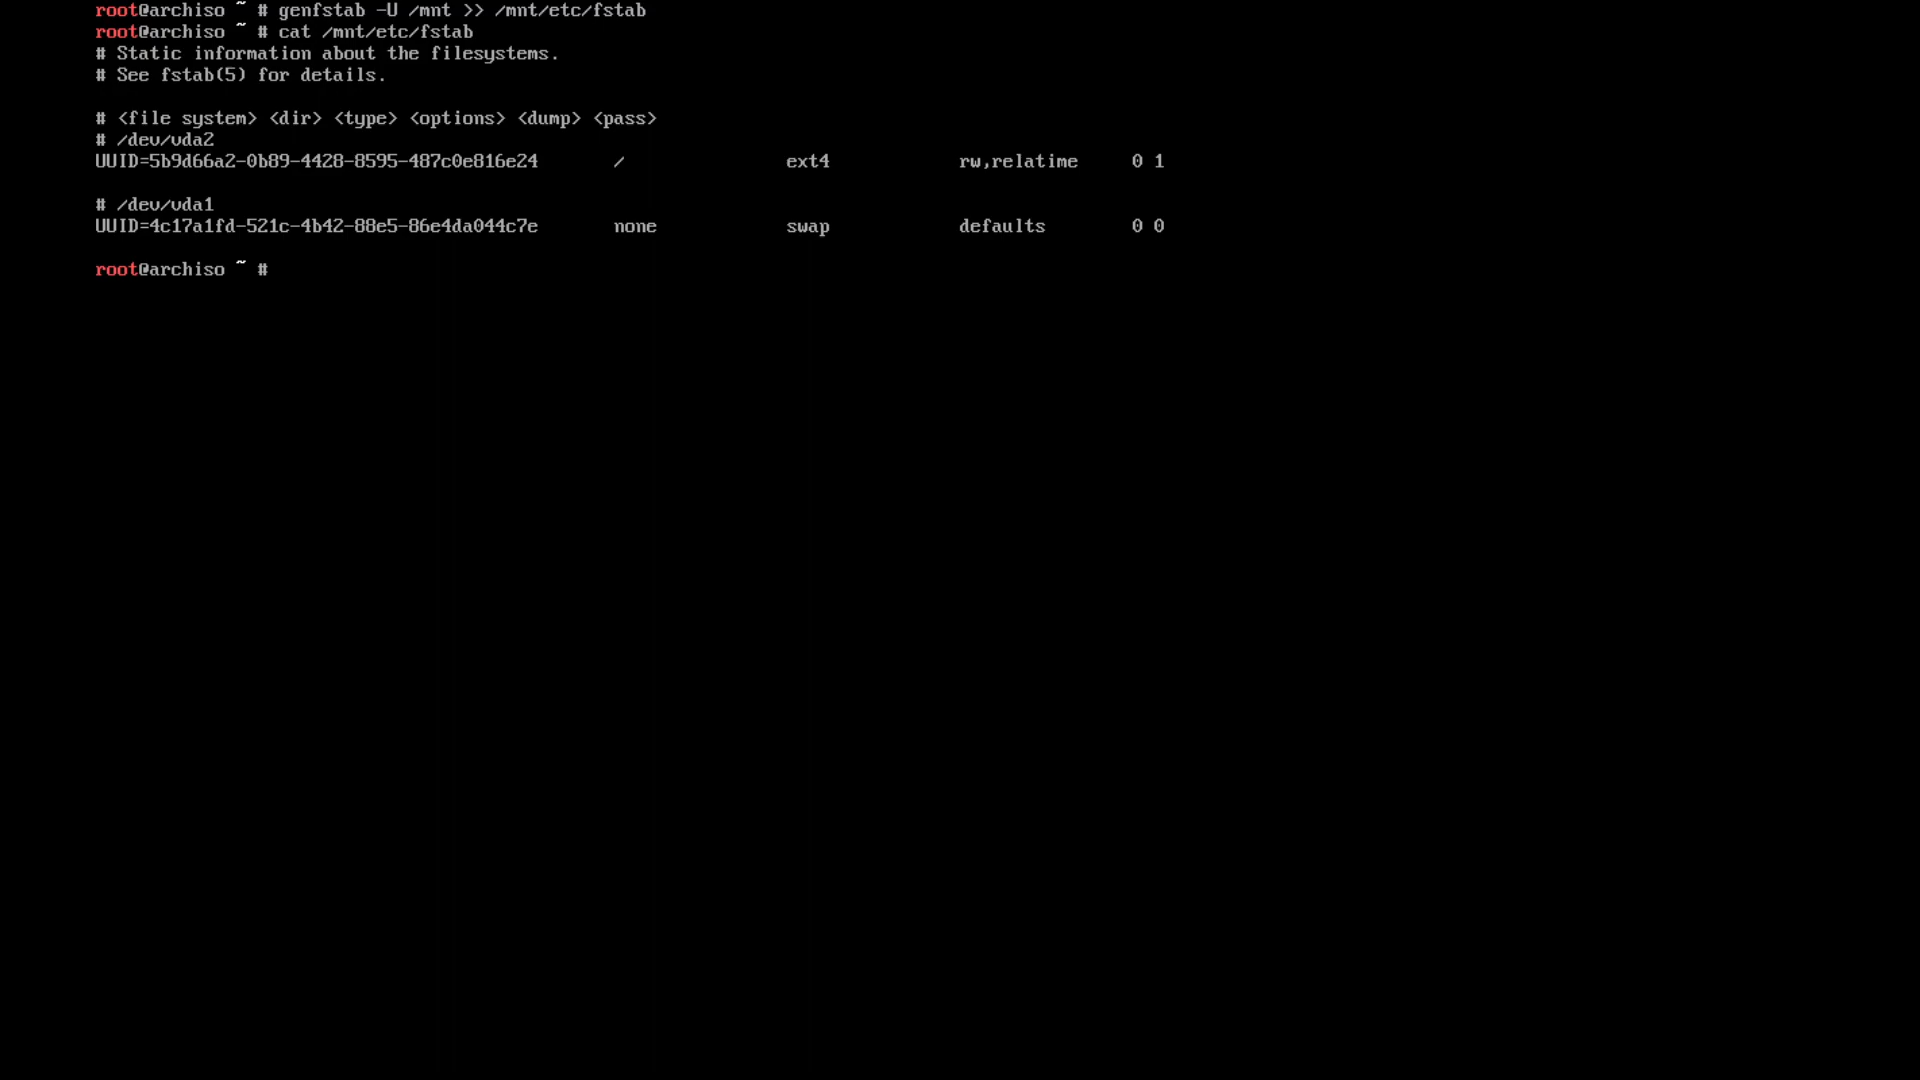 root@archiso ~ # genfstab -U /mnt >> /mnt/etc/fstab
root@archiso ~ # cat /mnt/etc/fstab
# Static information about the filesystems.
# See fstab(5) for details.
# <file system> <dir> <type> <options> <dump> <pass>
# /dev/vda2
UUID=5b9d66a2-0b89-4428-8595-487c0e816e24 / ext4 rw,relatime 0 1
# /dev/vda1
UUID=4c17a1fd-521c-4b42-88e5-86e4da044c7e none swap defaults 0 0
root@archiso ~ #